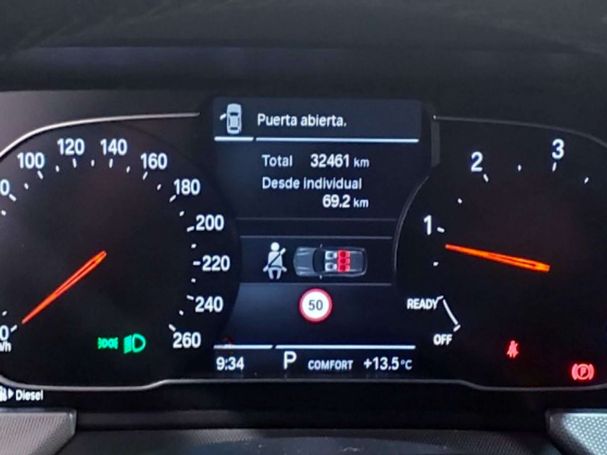 Puerta abierta.
Total 32461 km
Desde individual
69.2 km
100 120 140 160 180 200 220 240 260
1 2 3
READY
OFF
50
0
9:34 P COMFORT +13.5°C
Diesel